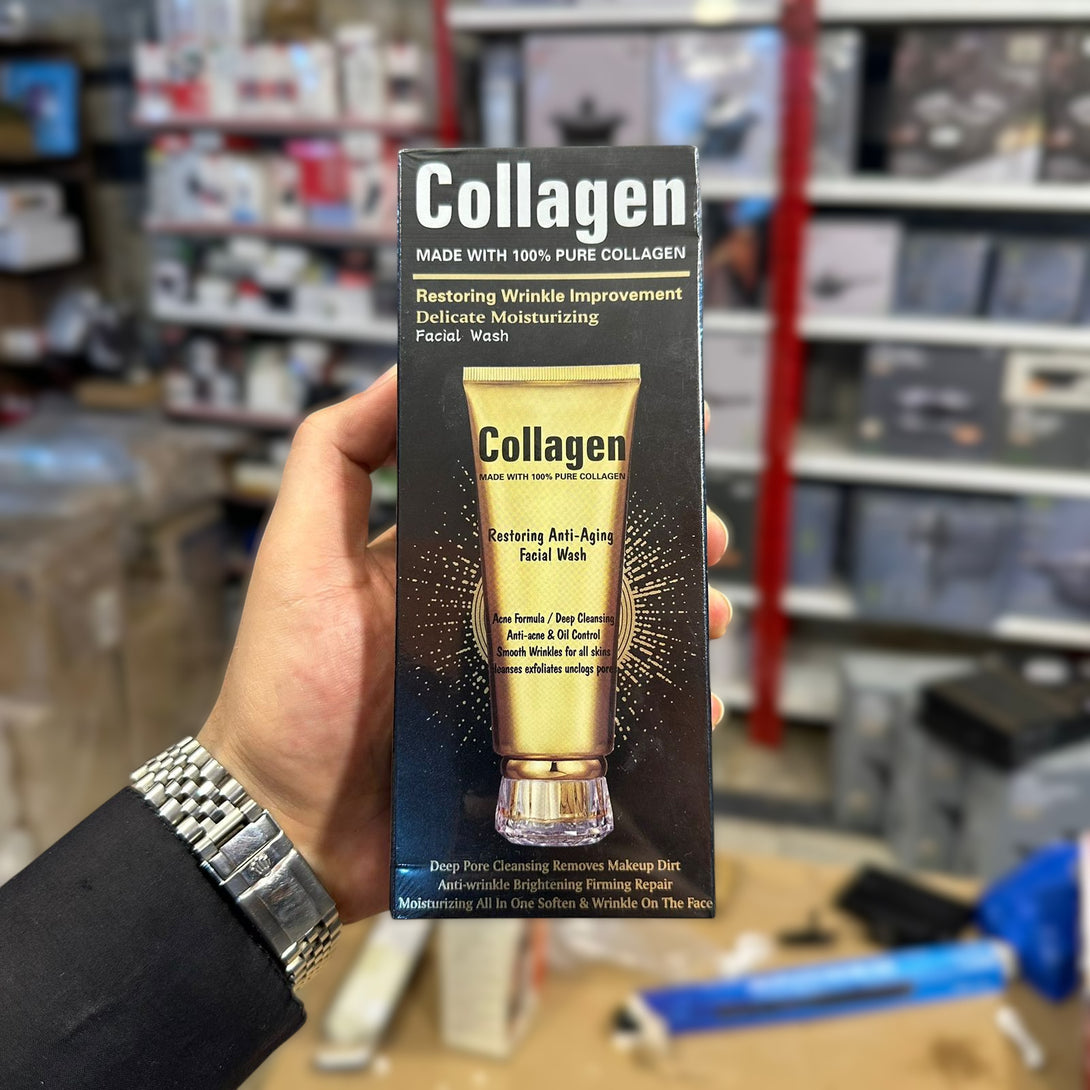 Collagen
MADE WITH 100% PURE COLLAGEN
Restoring Wrinkle Improvement
Delicate Moisturizing
Facial Wash
Collagen
MADE WITH 100% PURE COLLAGEN
Restoring Anti-Aging
Facial Wash
Acne Formula / Deep Cleansing
Anti-acne & Oil Control
Smooth Wrinkles for all skins
leanses exfoliates unclogs pore
Deep Pore Cleansing Removes Makeup Dirt
Anti-wrinkle Brightening Firming Repair
Moisturizing All In One Soften & Wrinkle On The Face